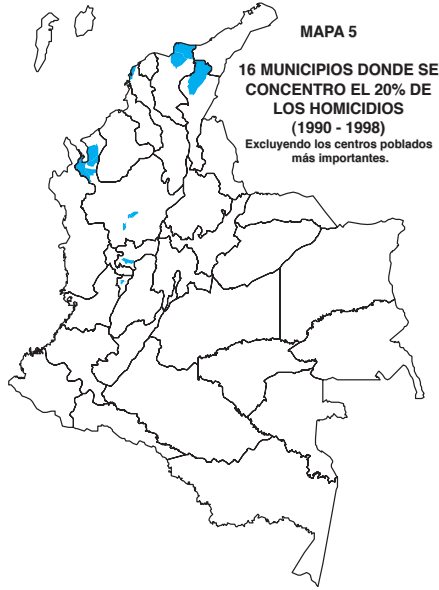 MAPA 5
16 MUNICIPIOS DONDE SE
CONCENTRO EL 20% DE
LOS HOMICIDIOS
(1990 - 1998)
Excluyendo los centros poblados
más importantes.